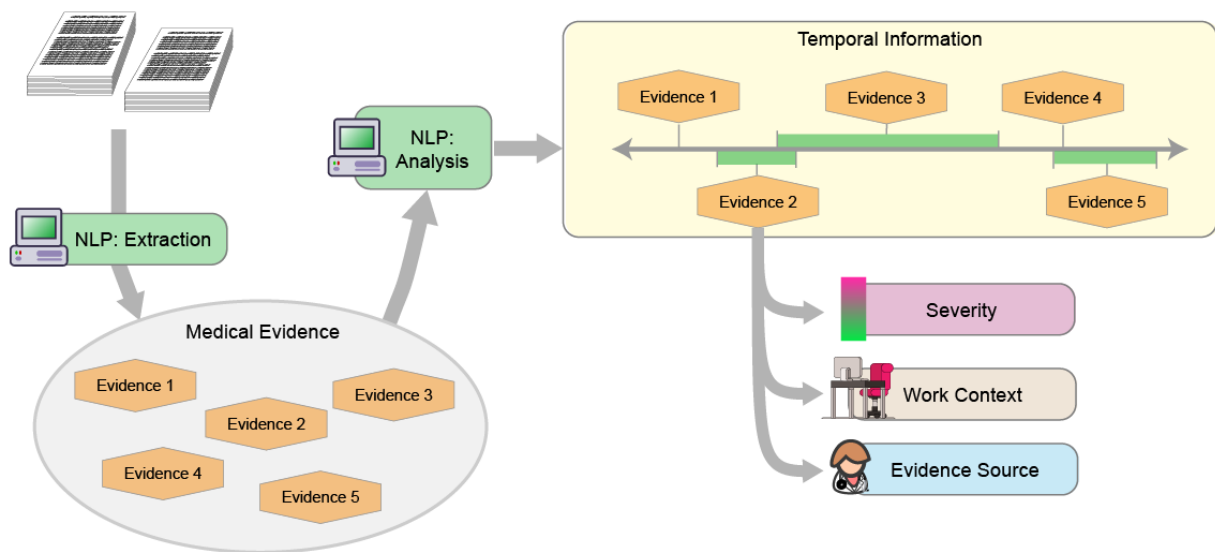 NLP: Extraction
Medical Evidence
Evidence 1
Evidence 3
Evidence 2
Evidence 4
Evidence 5
NLP:
Analysis
Temporal Information
Evidence 1
Evidence 3
Evidence 4
Evidence 2
Evidence 5
Severity
Work Context
Evidence Source